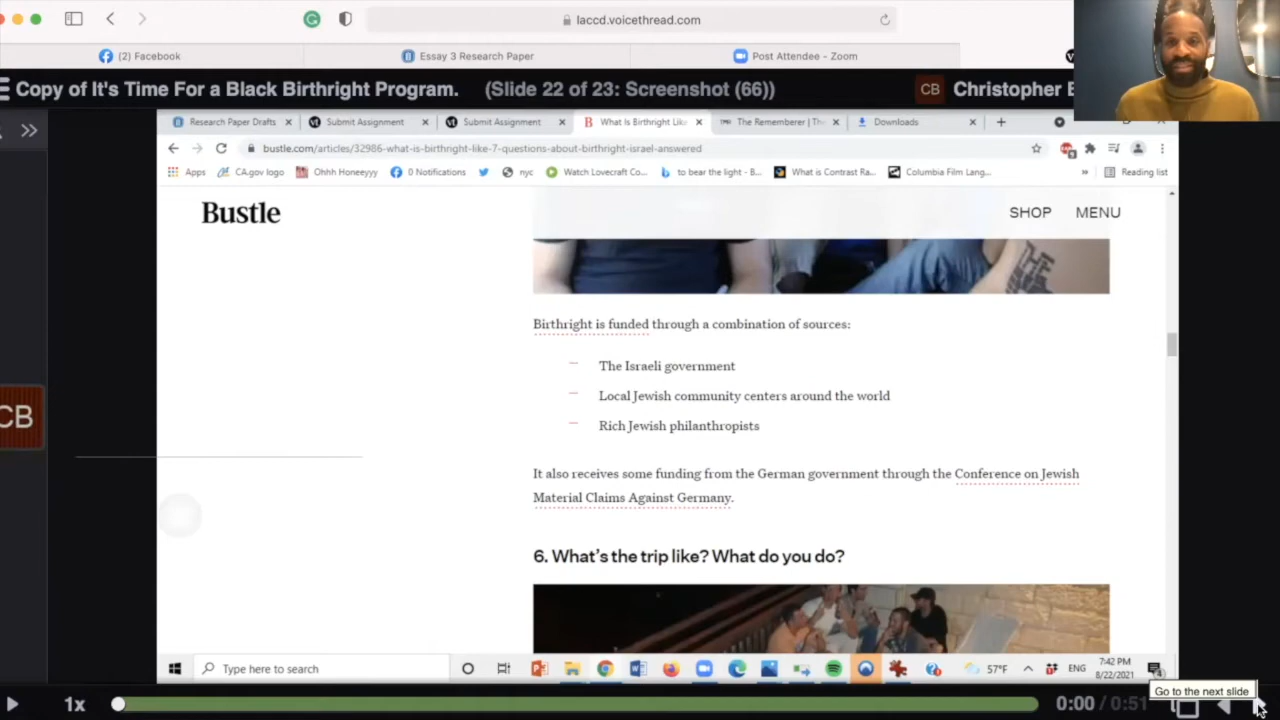 laccd.voicethread.com
(2) Facebook
Essay 3 Research Paper
Post Attendee - Zoom
Copy of It's Time For a Black Birthright Program. (Slide 22 of 23: Screenshot (66))
CB Christopher
Research Paper Drafts
Submit Assignment
Submit Assignment
What Is Birthright Like
The Rememberer | The
Downloads
bustle.com/articles/32986-what-is-birthright-like-7-questions-about-birthright-israel-answered
Apps
CA.gov logo
Ohhh Honeeyyy
0 Notifications
nyc
Watch Lovecraft Co...
to bear the light - B...
What is Contrast Ra...
Columbia Film Lang...
Reading list
Bustle
SHOP
MENU
Birthright is funded through a combination of sources:
The Israeli government
Local Jewish community centers around the world
Rich Jewish philanthropists
CB
It also receives some funding from the German government through the Conference on Jewish
Material Claims Against Germany.
6. What's the trip like? What do you do?
Type here to search
57°F
ENG
7:42 PM
8/22/2021
Go to the next slide
1x
0:00 / 0:51